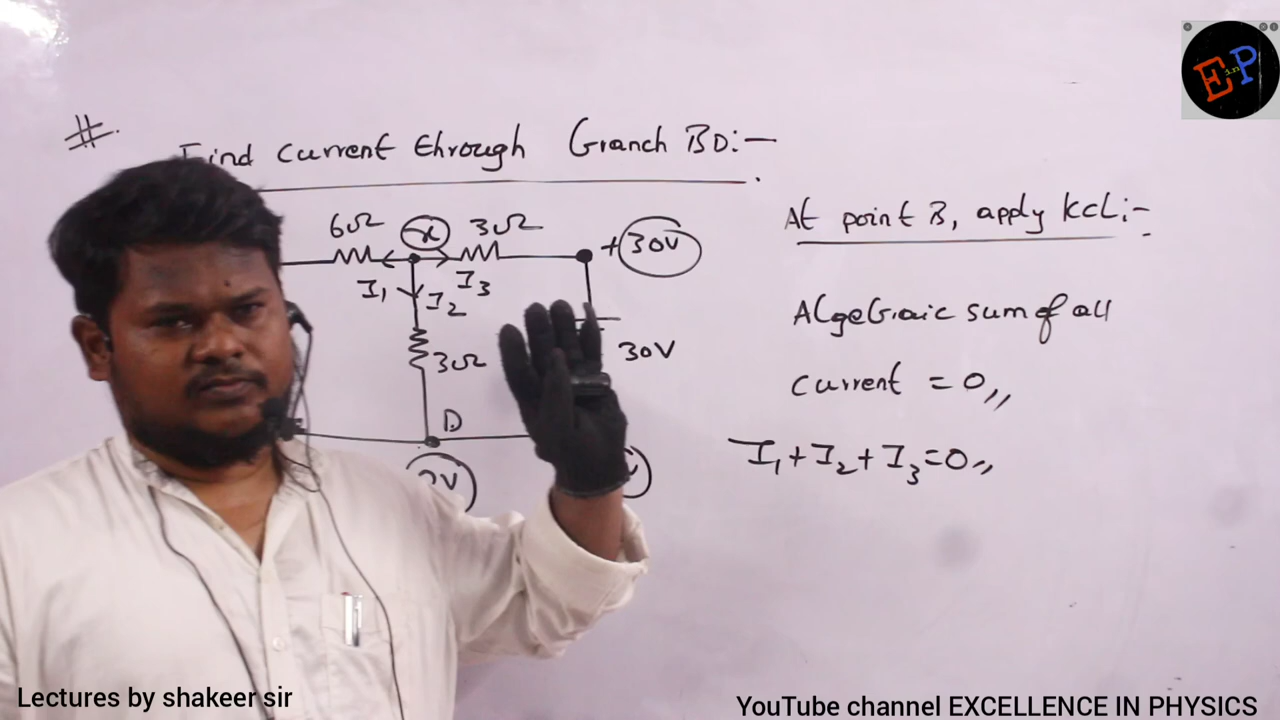 #.
Find current through Branch BD:-
At point B, apply KCL:-
6Ω
x
3Ω
+30V
I₁
I₂
I₃
Algebraic sum of all
3Ω
30V
current = 0,,
D
I₁+I₂+I₃=0,,
E in P
Lectures by shakeer sir
YouTube channel EXCELLENCE IN PHYSICS